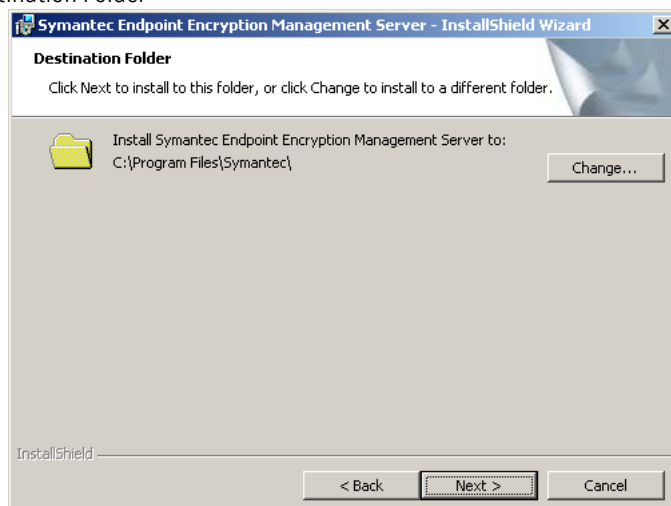 Symantec Endpoint Encryption Management Server - InstallShield Wizard
Destination Folder
Click Next to install to this folder, or click Change to install to a different folder.
Install Symantec Endpoint Encryption Management Server to:
C:\Program Files\Symantec\
Change...
InstallShield
< Back Next > Cancel